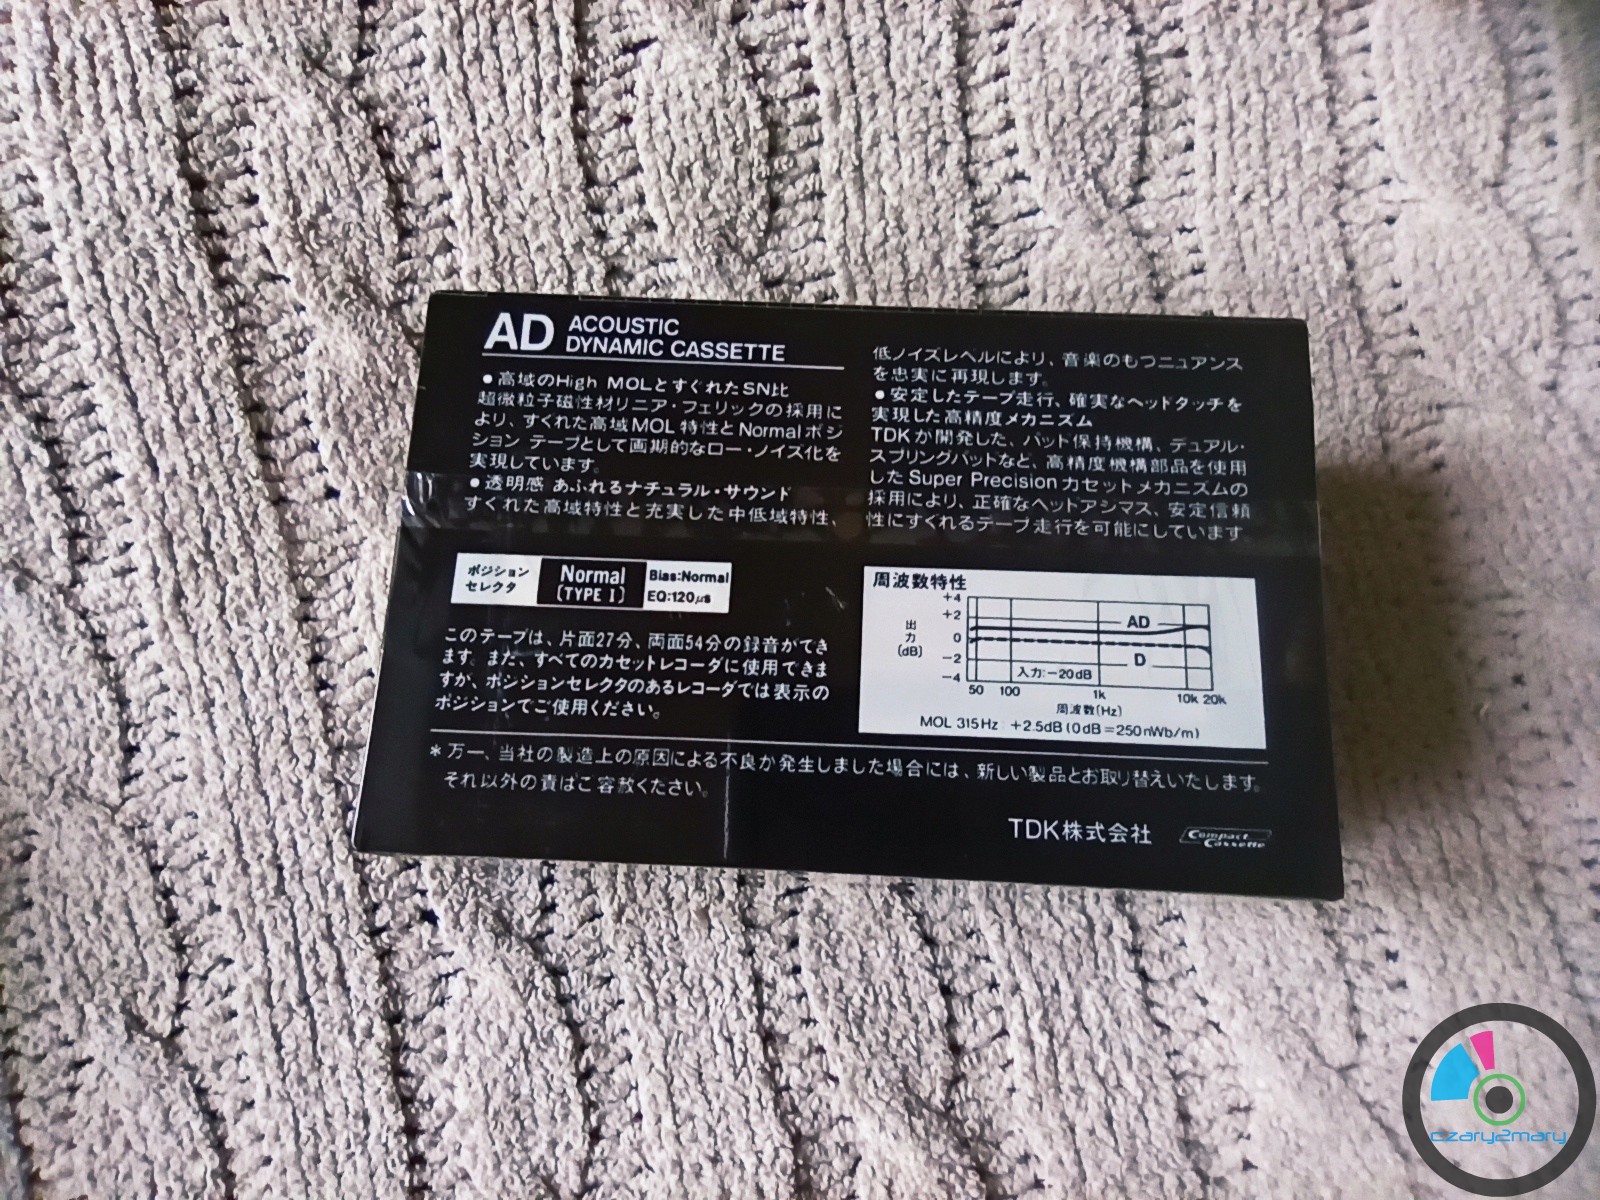 AD ACOUSTIC
DYNAMIC CASSETTE
●高域のHigh MOLとすぐれたSN比
超微粒子磁性材リニア・フェリックの採用に
より、すぐれた高域MOL特性とNormalポジ
ション テープとして画期的なロー・ノイズ化を
実現しています。
●透明感 あふれるナチュラル・サウンド
すぐれた高域特性と充実した中低域特性、
低ノイズレベルにより、音楽のもつニュアンス
を忠実に再現します。
●安定したテープ走行、確実なヘッドタッチを
実現した高精度メカニズム
TDKが開発した、パット保持機構、デュアル・
スプリングパットなど、高精度機構部品を使用
したSuper Precisionカセットメカニズムの
採用により、正確なヘッドアジマス、安定信頼
性にすぐれるテープ走行を可能にしています
ポジション
セレクタ
Normal
(TYPE I)
Bias:Normal
EQ:120μs
このテープは、片面27分、両面54分の録音ができ
ます。また、すべてのカセットレコーダに使用できま
すが、ポジションセレクタのあるレコーダでは表示の
ポジションでご使用ください。
周波数特性
出力
(dB)
+4
+2
0
-2
-4
AD
D
入力:-20dB
50 100 1k 10k 20k
周波数(Hz)
MOL 315Hz : +2.5dB (0dB=250nWb/m)
*万一、当社の製造上の原因による不良が発生しました場合には、新しい製品とお取り替えいたします。
それ以外の責はご容赦ください。
TDK株式会社
Compact
Cassette
czary2mary